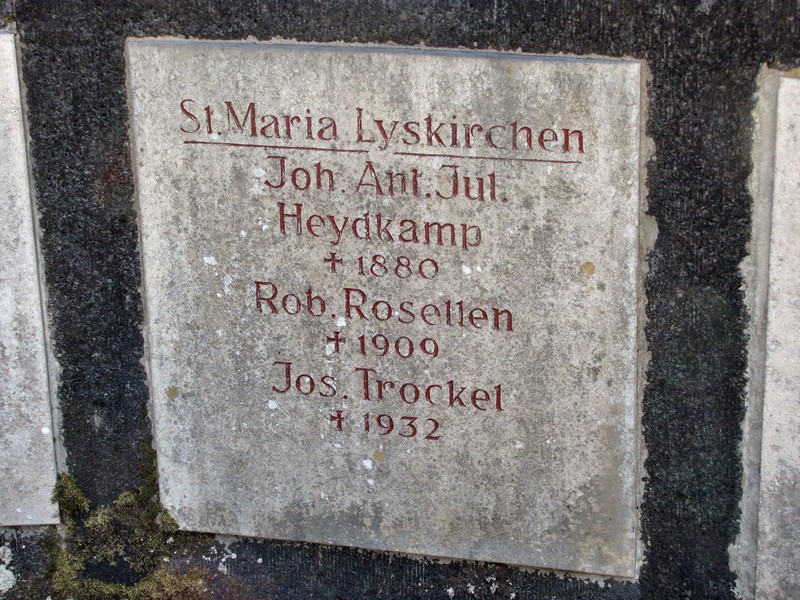 St. Maria Lyskirchen
Joh. Ant. Jul.
Heydkamp
✝ 1880
Rob. Rosellen
✝ 1909
Jos. Trockel
✝ 1932